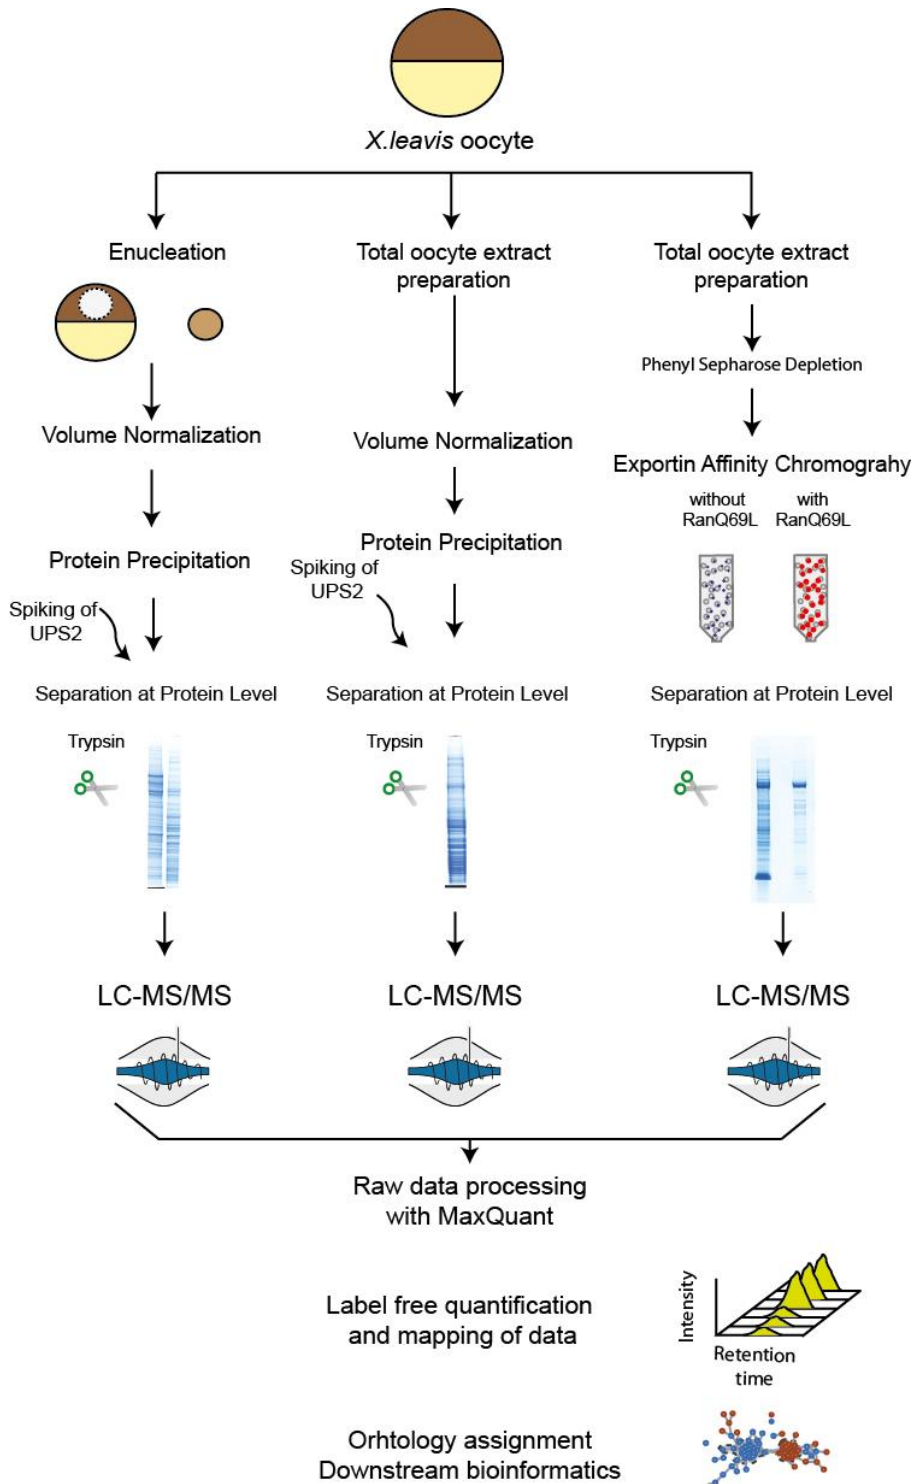 X.leavis oocyte
Enucleation
Total oocyte extract
preparation
Total oocyte extract
preparation
Phenyl Sepharose Depletion
Volume Normalization
Volume Normalization
Exportin Affinity Chromograhy
without
RanQ69L
with
RanQ69L
Protein Precipitation
Protein Precipitation
Spiking of
UPS2
Spiking of
UPS2
Separation at Protein Level
Separation at Protein Level
Separation at Protein Level
Trypsin
Trypsin
Trypsin
LC-MS/MS
LC-MS/MS
LC-MS/MS
Raw data processing
with MaxQuant
Label free quantification
and mapping of data
Intensity
Retention
time
Orhtology assignment
Downstream bioinformatics